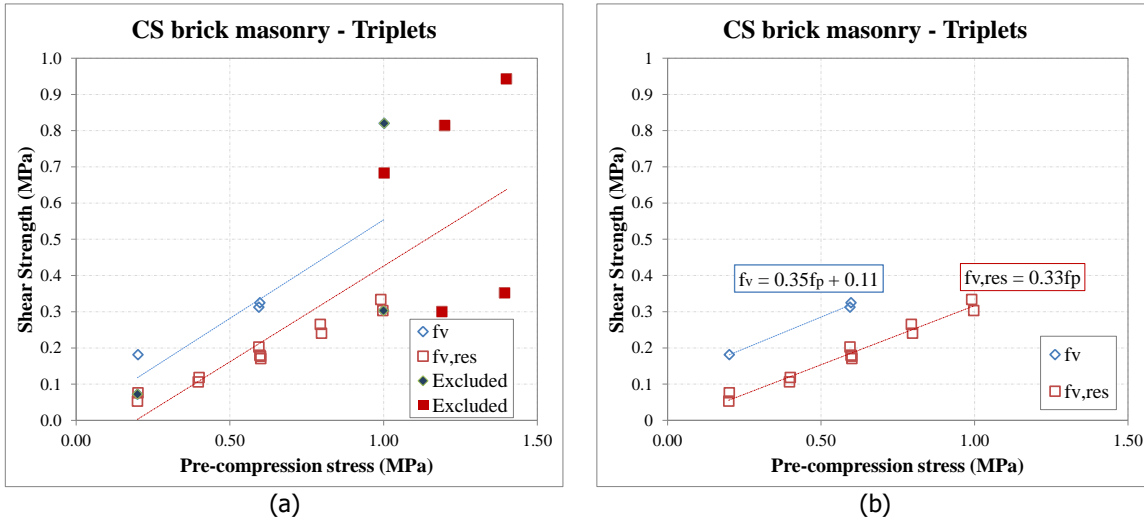 CS brick masonry - Triplets
Shear Strength (MPa)
1.0
0.9
0.8
0.7
0.6
0.5
0.4
0.3
0.2
0.1
0.0
fv
fv,res
Excluded
Excluded
0.00
0.50
1.00
1.50
Pre-compression stress (MPa)
(a)
CS brick masonry - Triplets
Shear Strength (MPa)
1
0.9
0.8
0.7
0.6
0.5
0.4
0.3
0.2
0.1
0.0
fv = 0.35fp + 0.11
fv,res = 0.33fp
fv
fv,res
0.00
0.50
1.00
1.50
Pre-compression stress (MPa)
(b)